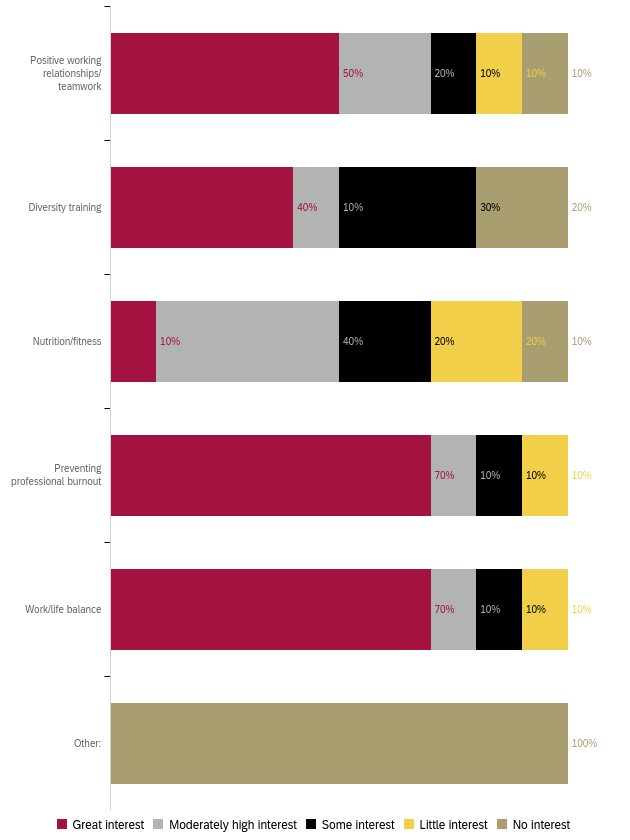 Positive working
relationships/
teamwork
50%
20%
10%
10%
10%
Diversity training
40%
10%
30%
20%
Nutrition/fitness
10%
40%
20%
20%
10%
Preventing
professional burnout
70%
10%
10%
10%
Work/life balance
70%
10%
10%
10%
Other:
100%
Great interest
Moderately high interest
Some interest
Little interest
No interest